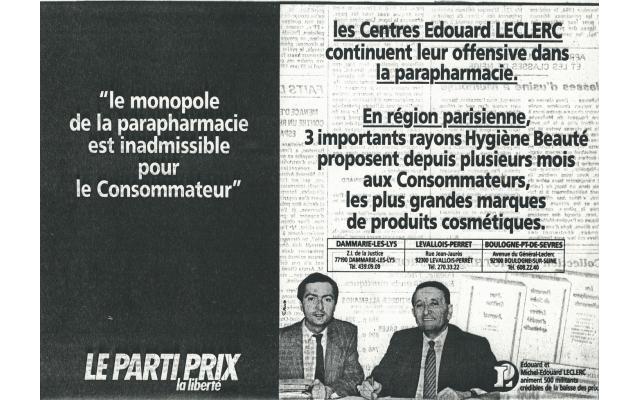 "le monopole
de la parapharmacie
est inadmissible
pour
le Consommateur"
LE PARTI PRIX
la liberté
les Centres Edouard LECLERC
continuent leur offensive dans
la parapharmacie.
En région parisienne,
3 importants rayons Hygiène Beauté
proposent depuis plusieurs mois
aux Consommateurs,
les plus grandes marques
de produits cosmétiques.
DAMMARIE-LES-LYS
Z.I. de la Justice
77190 DAMMARIE-LES-LYS
Tél. 439.09.09
LEVALLOIS-PERRET
Rue Jean-Jaurès
92300 LEVALLOIS-PERRET
Tél. 270.33.22
BOULOGNE-PT-DE-SEVRES
Avenue du Général-Leclerc
92100 BOULOGNE-SUR-SEINE
Tél. 608.22.40
Edouard et
Michel-Edouard LECLERC
animent 500 militants
crédibles de la baisse des prix.